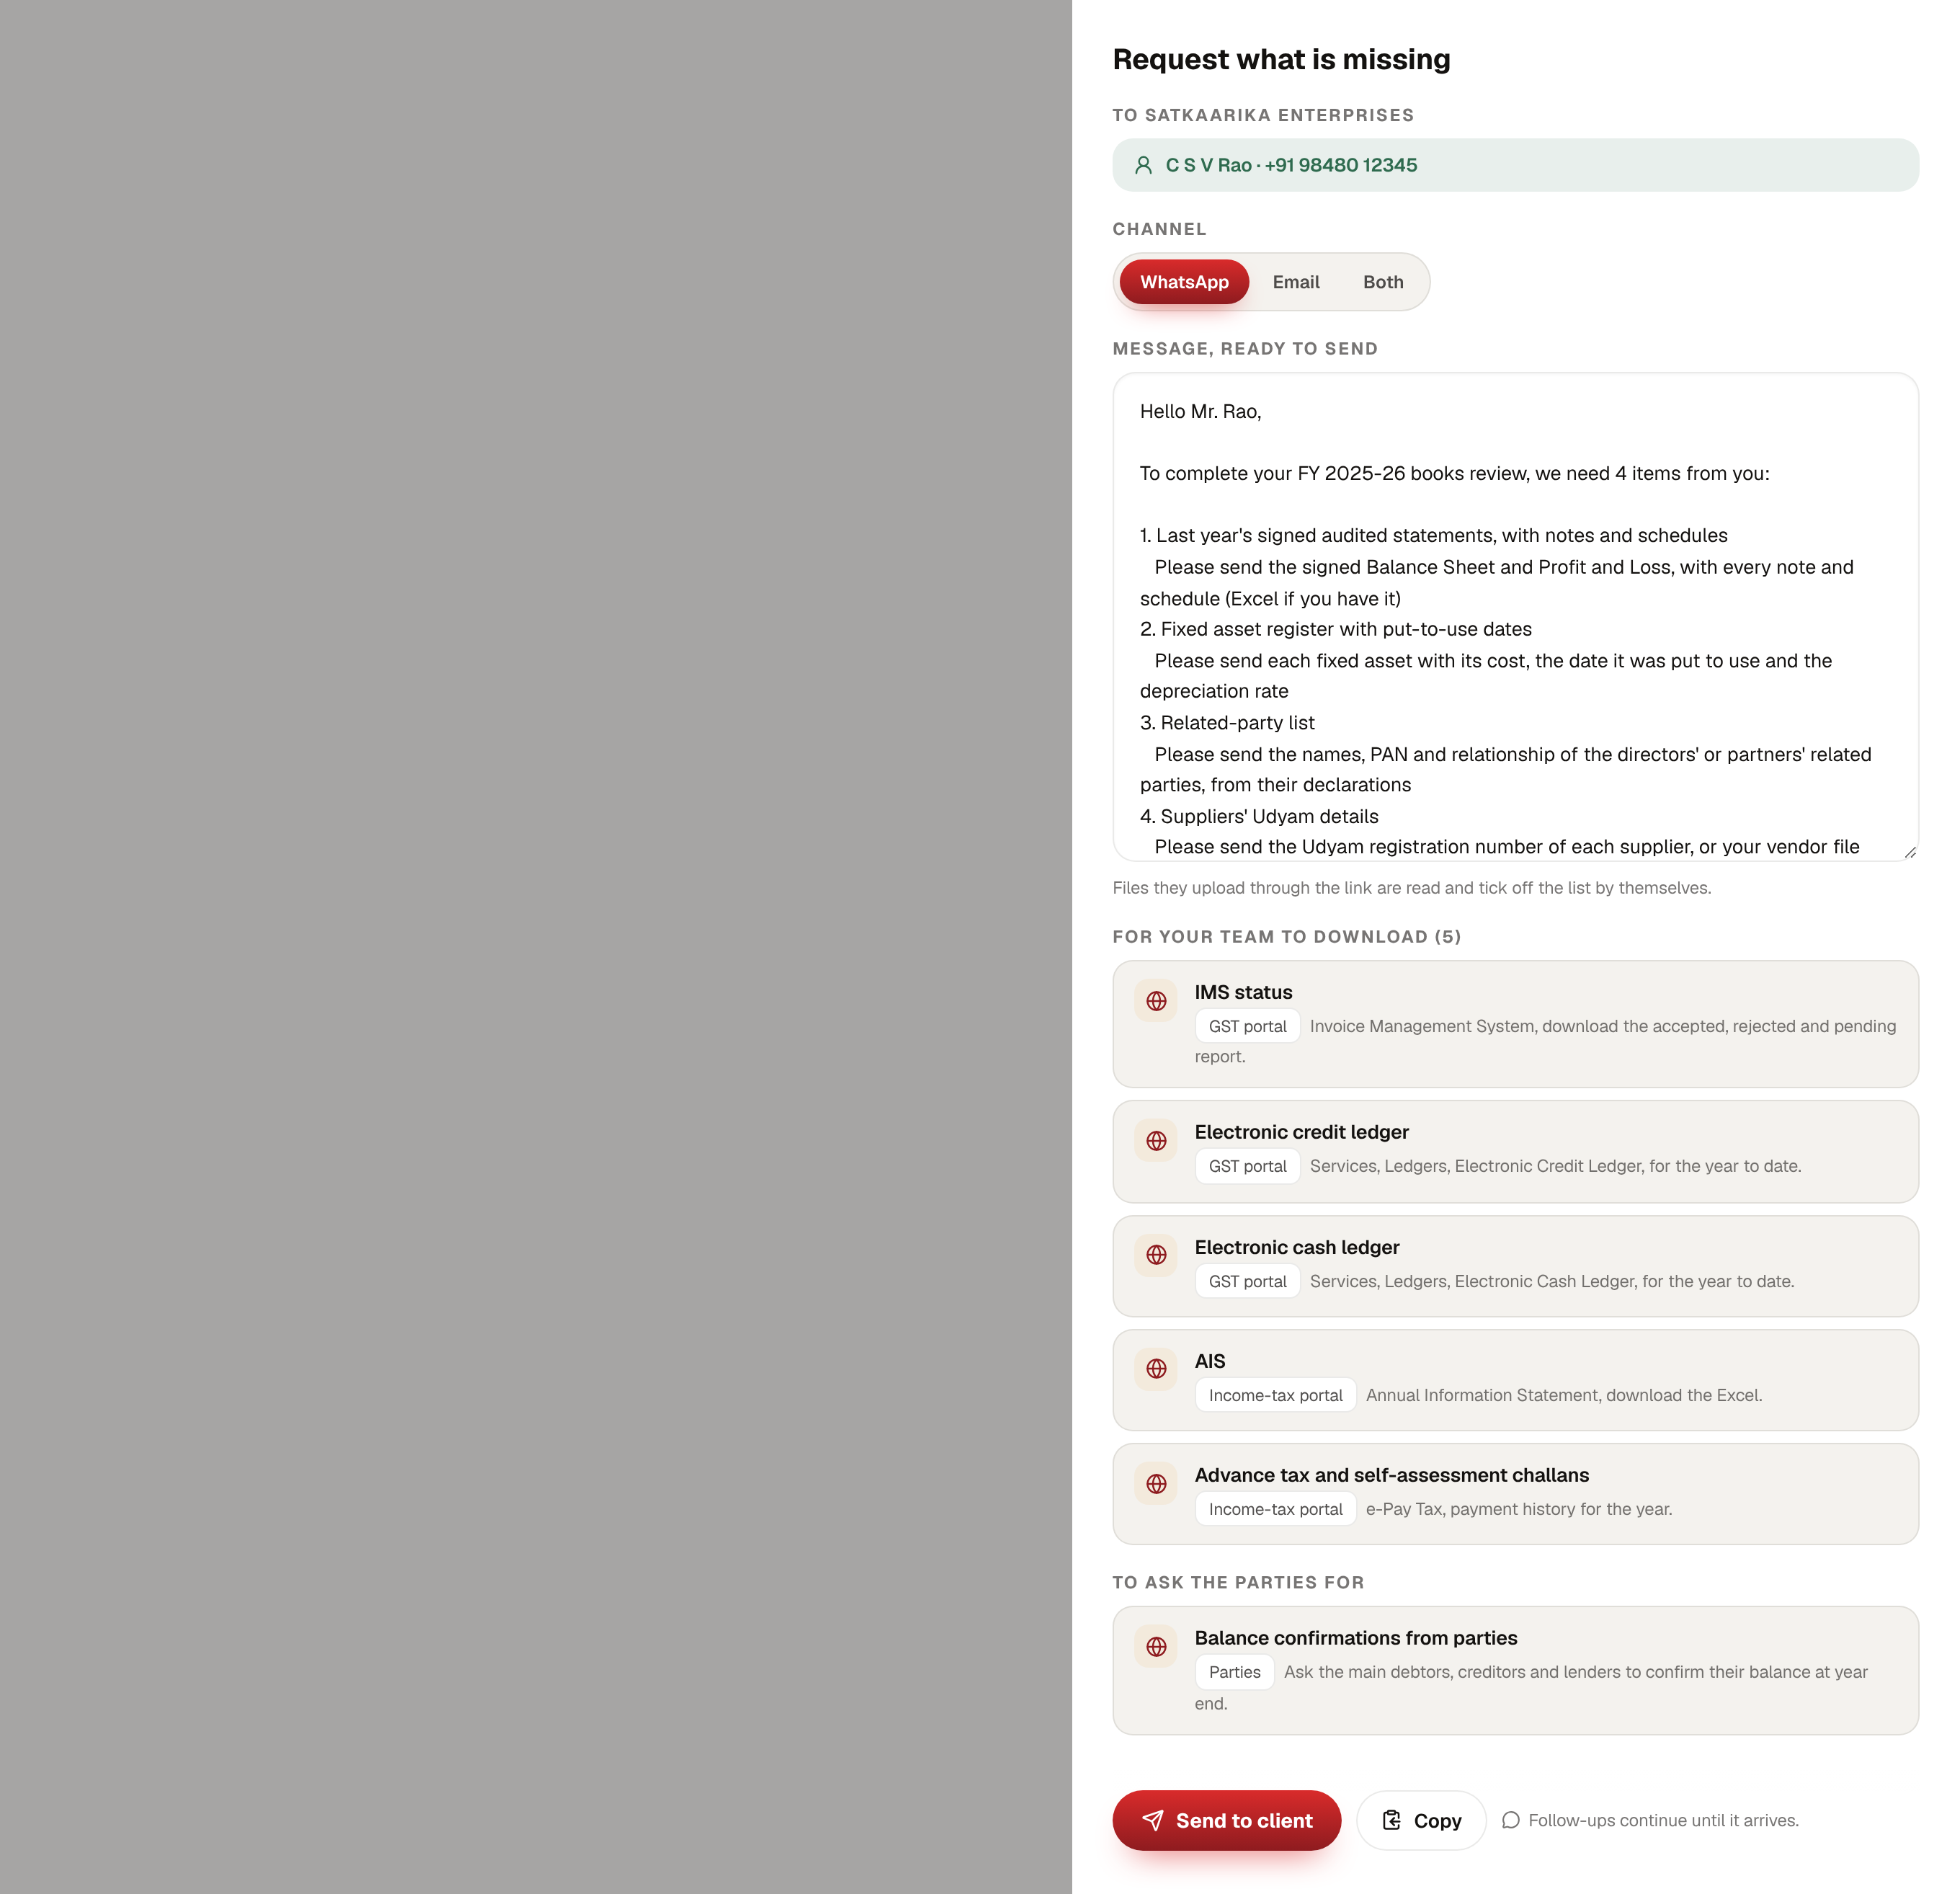 Request what is missing
TO SATKAARIKA ENTERPRISES
C S V Rao · +91 98480 12345
CHANNEL
WhatsApp Email Both
MESSAGE, READY TO SEND
Hello Mr. Rao,
To complete your FY 2025-26 books review, we need 4 items from you:
1. Last year's signed audited statements, with notes and schedules
Please send the signed Balance Sheet and Profit and Loss, with every note and
schedule (Excel if you have it)
2. Fixed asset register with put-to-use dates
Please send each fixed asset with its cost, the date it was put to use and the
depreciation rate
3. Related-party list
Please send the names, PAN and relationship of the directors' or partners' related
parties, from their declarations
4. Suppliers' Udyam details
Please send the Udyam registration number of each supplier, or your vendor file
Files they upload through the link are read and tick off the list by themselves.
FOR YOUR TEAM TO DOWNLOAD (5)
IMS status
GST portal Invoice Management System, download the accepted, rejected and pending
report.
Electronic credit ledger
GST portal Services, Ledgers, Electronic Credit Ledger, for the year to date.
Electronic cash ledger
GST portal Services, Ledgers, Electronic Cash Ledger, for the year to date.
AIS
Income-tax portal Annual Information Statement, download the Excel.
Advance tax and self-assessment challans
Income-tax portal e-Pay Tax, payment history for the year.
TO ASK THE PARTIES FOR
Balance confirmations from parties
Parties Ask the main debtors, creditors and lenders to confirm their balance at year
end.
Send to client Copy Follow-ups continue until it arrives.